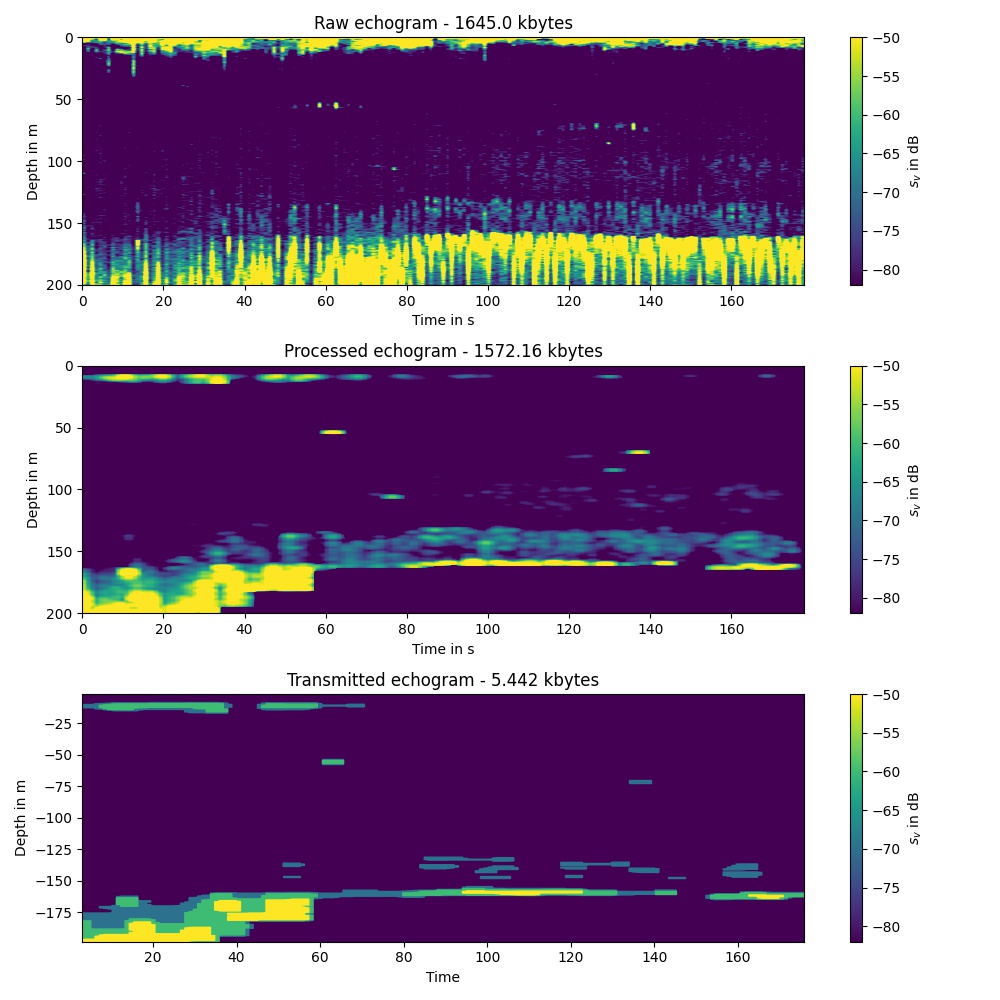 Raw echogram - 1645.0 kbytes
0
50
100
150
200
Depth in m
0 20 40 60 80 100 120 140 160
Time in s
−50
−55
−60
−65
−70
−75
−80
sv in dB
Processed echogram - 1572.16 kbytes
0
50
100
150
200
Depth in m
0 20 40 60 80 100 120 140 160
Time in s
−50
−55
−60
−65
−70
−75
−80
sv in dB
Transmitted echogram - 5.442 kbytes
−25
−50
−75
−100
−125
−150
−175
Depth in m
20 40 60 80 100 120 140 160
Time
−50
−55
−60
−65
−70
−75
−80
sv in dB